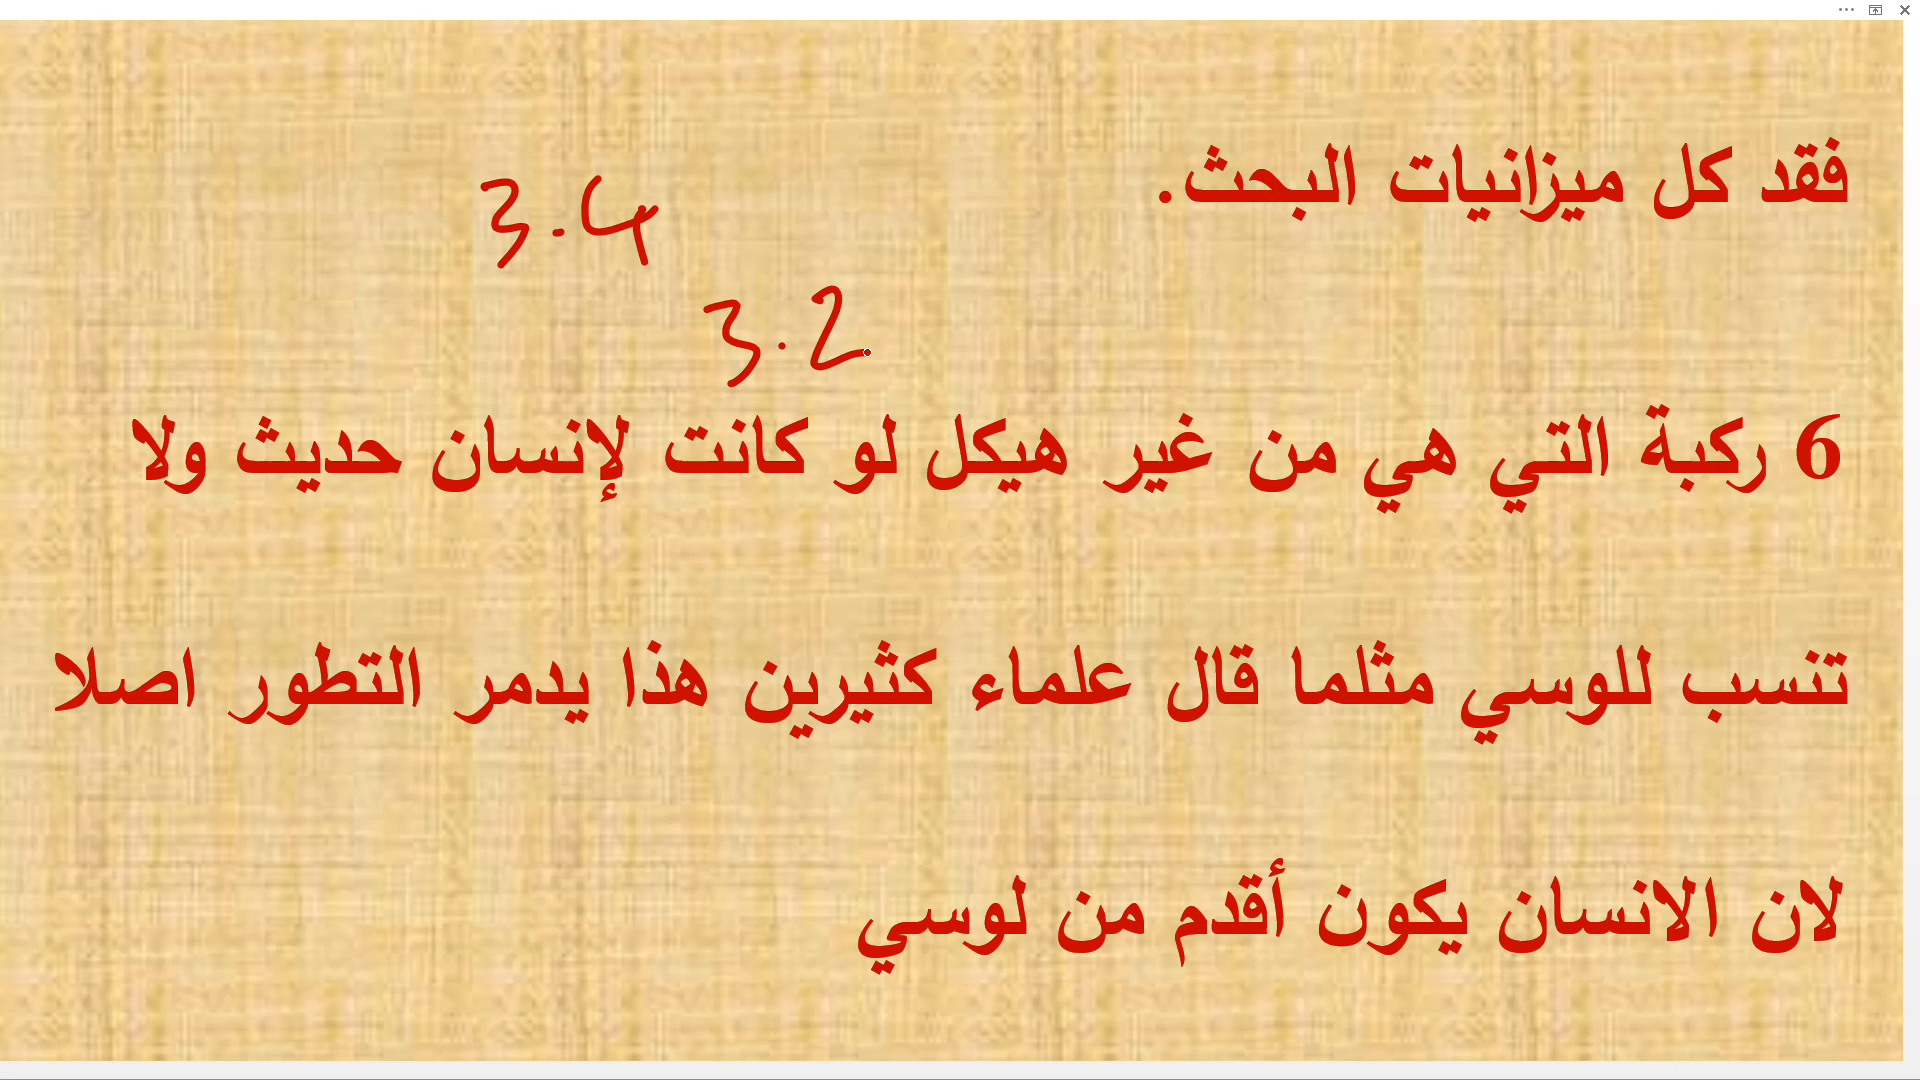 فقد كل ميزانيات البحث.
3.4
3.2
6 ركبة التي هي من غير هيكل لو كانت لإنسان حديث ولا
تنسب للوسي مثلما قال علماء كثيرين هذا يدمر التطور اصلا
لان الانسان يكون أقدم من لوسي